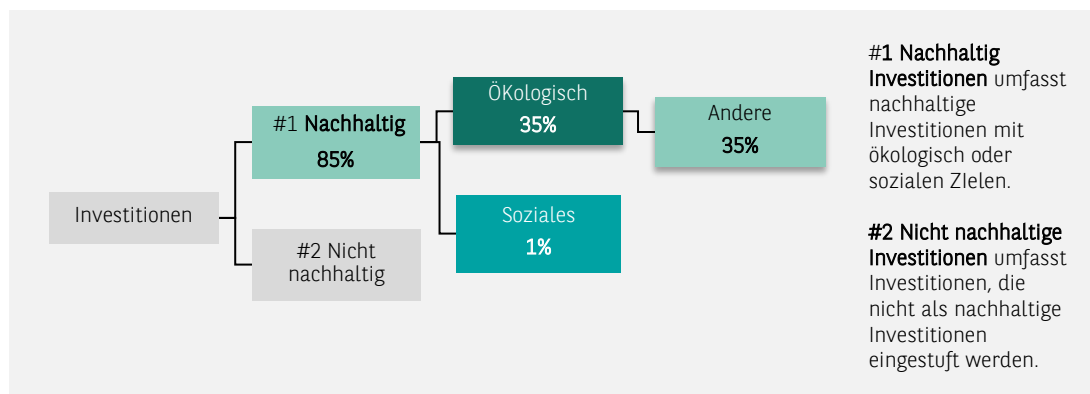 Investitionen
#1 Nachhaltig
85%
#2 Nicht
nachhaltig
ÖKologisch
35%
Soziales
1%
Andere
35%
#1 Nachhaltig
Investitionen umfasst
nachhaltige
Investitionen mit
ökologisch oder
sozialen ZIelen.
#2 Nicht nachhaltige
Investitionen umfasst
Investitionen, die
nicht als nachhaltige
Investitionen
eingestuft werden.